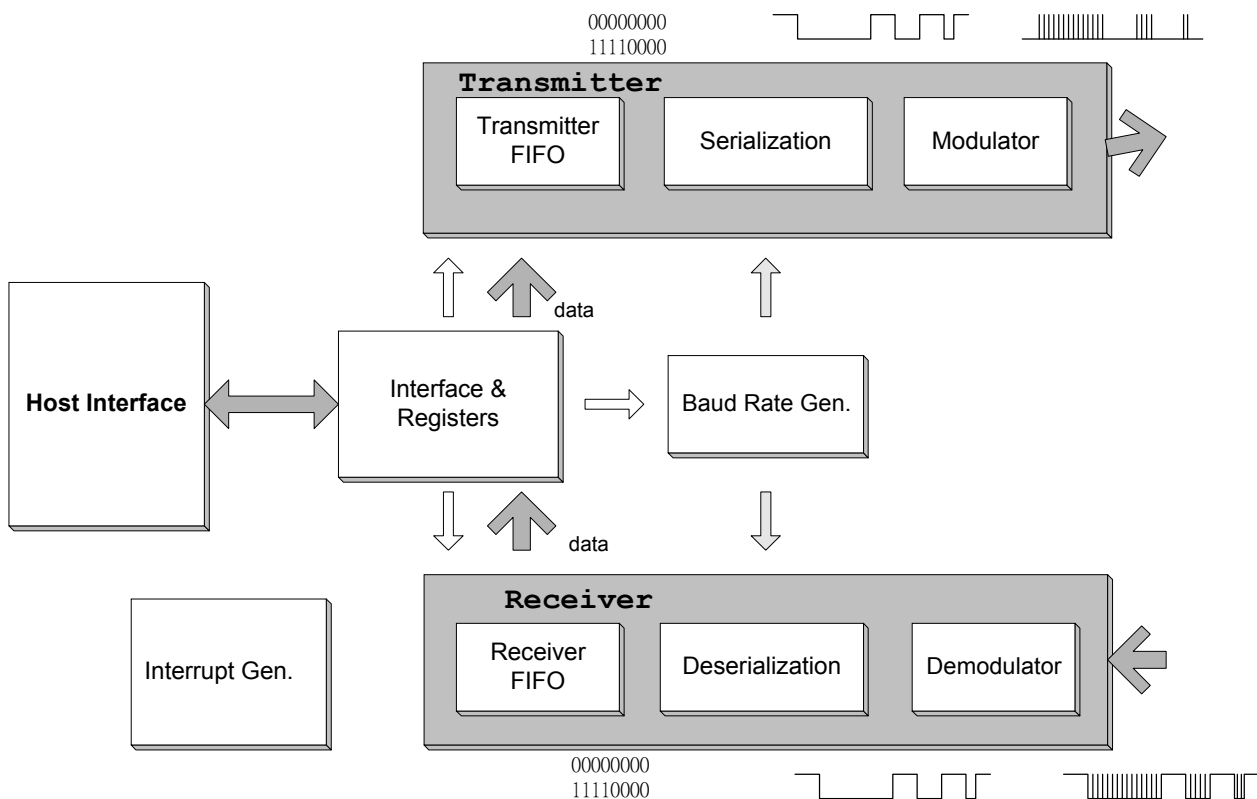 00000000
11110000
Transmitter
Transmitter
FIFO
Serialization
Modulator
data
Host Interface
Interface &
Registers
Baud Rate Gen.
data
Receiver
Interrupt Gen.
Receiver
FIFO
Deserialization
Demodulator
00000000
11110000